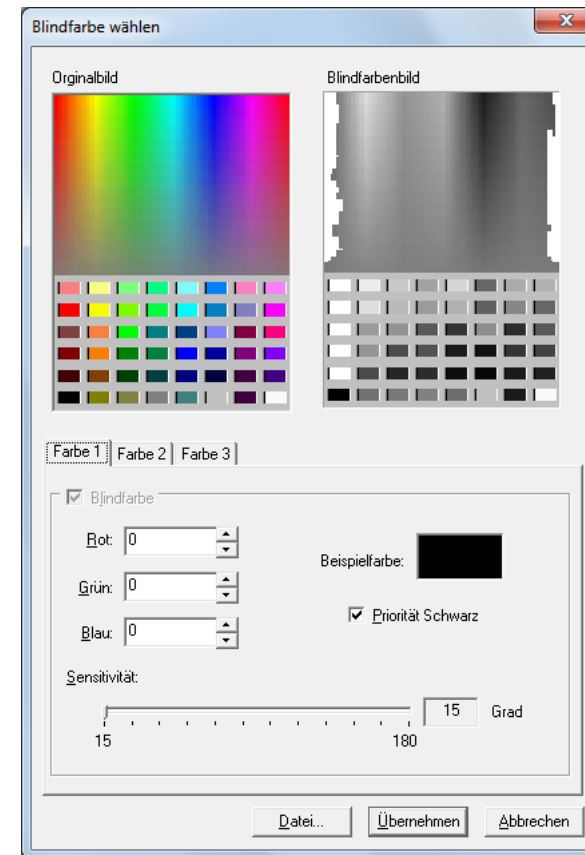 Blindfarbe wählen
Orginalbild
Blindfarbenbild
Farbe 1
Farbe 2
Farbe 3
Blindfarbe
Rot: 0
Grün: 0
Blau: 0
Beispielfarbe:
Priorität Schwarz
Sensitivität:
15 Grad
15
180
Datei...
Übernehmen
Abbrechen